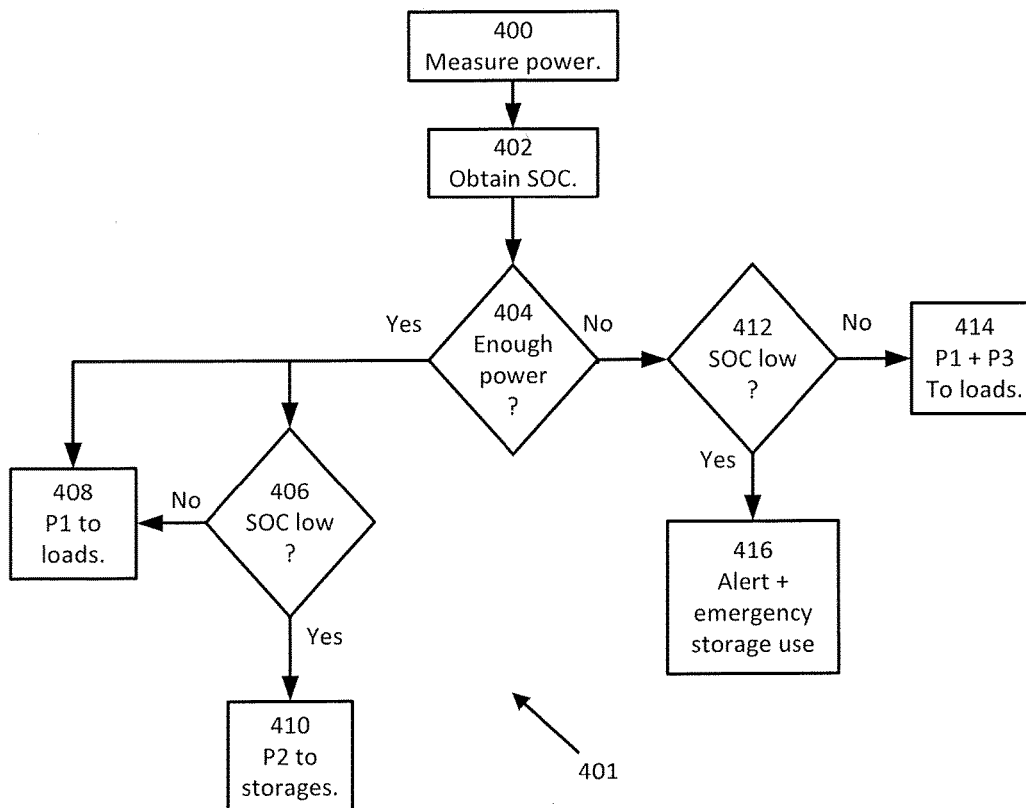 400
Measure power.
402
Obtain SOC.
Yes
404
Enough
power
?
No
412
SOC low
?
No
414
P1 + P3
To loads.
408
P1 to
loads.
No
406
SOC low
?
Yes
416
Alert +
emergency
storage use
Yes
410
P2 to
storages.
401